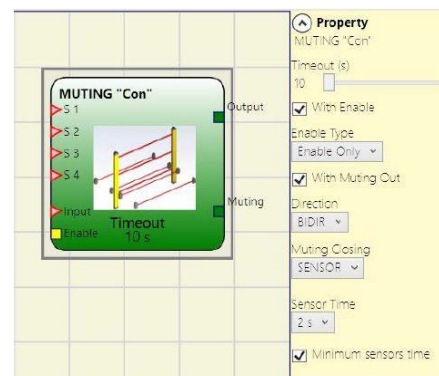 MUTING "Con"
S 1
S 2
S 3
S 4
Input
Enable
Output
Muting
Timeout
10 s
Property
MUTING "Con"
Timeout (s)
10
With Enable
Enable Type
Enable Only
With Muting Out
Direction
BIDIR
Muting Closing
SENSOR
Sensor Time
2 s
Minimum sensors time